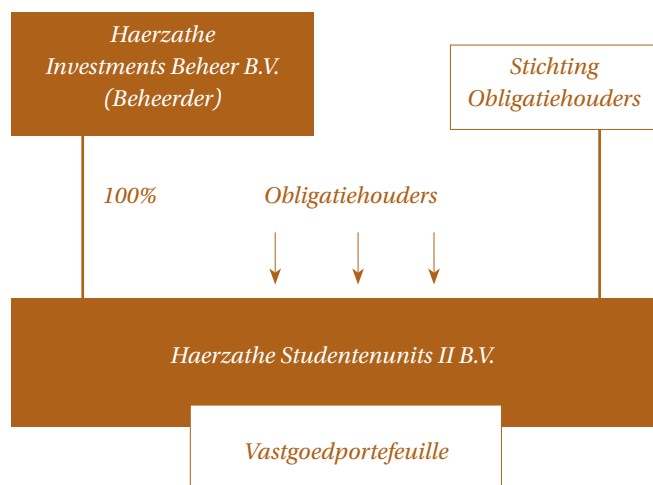 Haerzathe
Investments Beheer B.V.
(Beheerder)
Stichting
Obligatiehouders
100%
Obligatiehouders
Haerzathe Studentenunits II B.V.
Vastgoedportefeuille